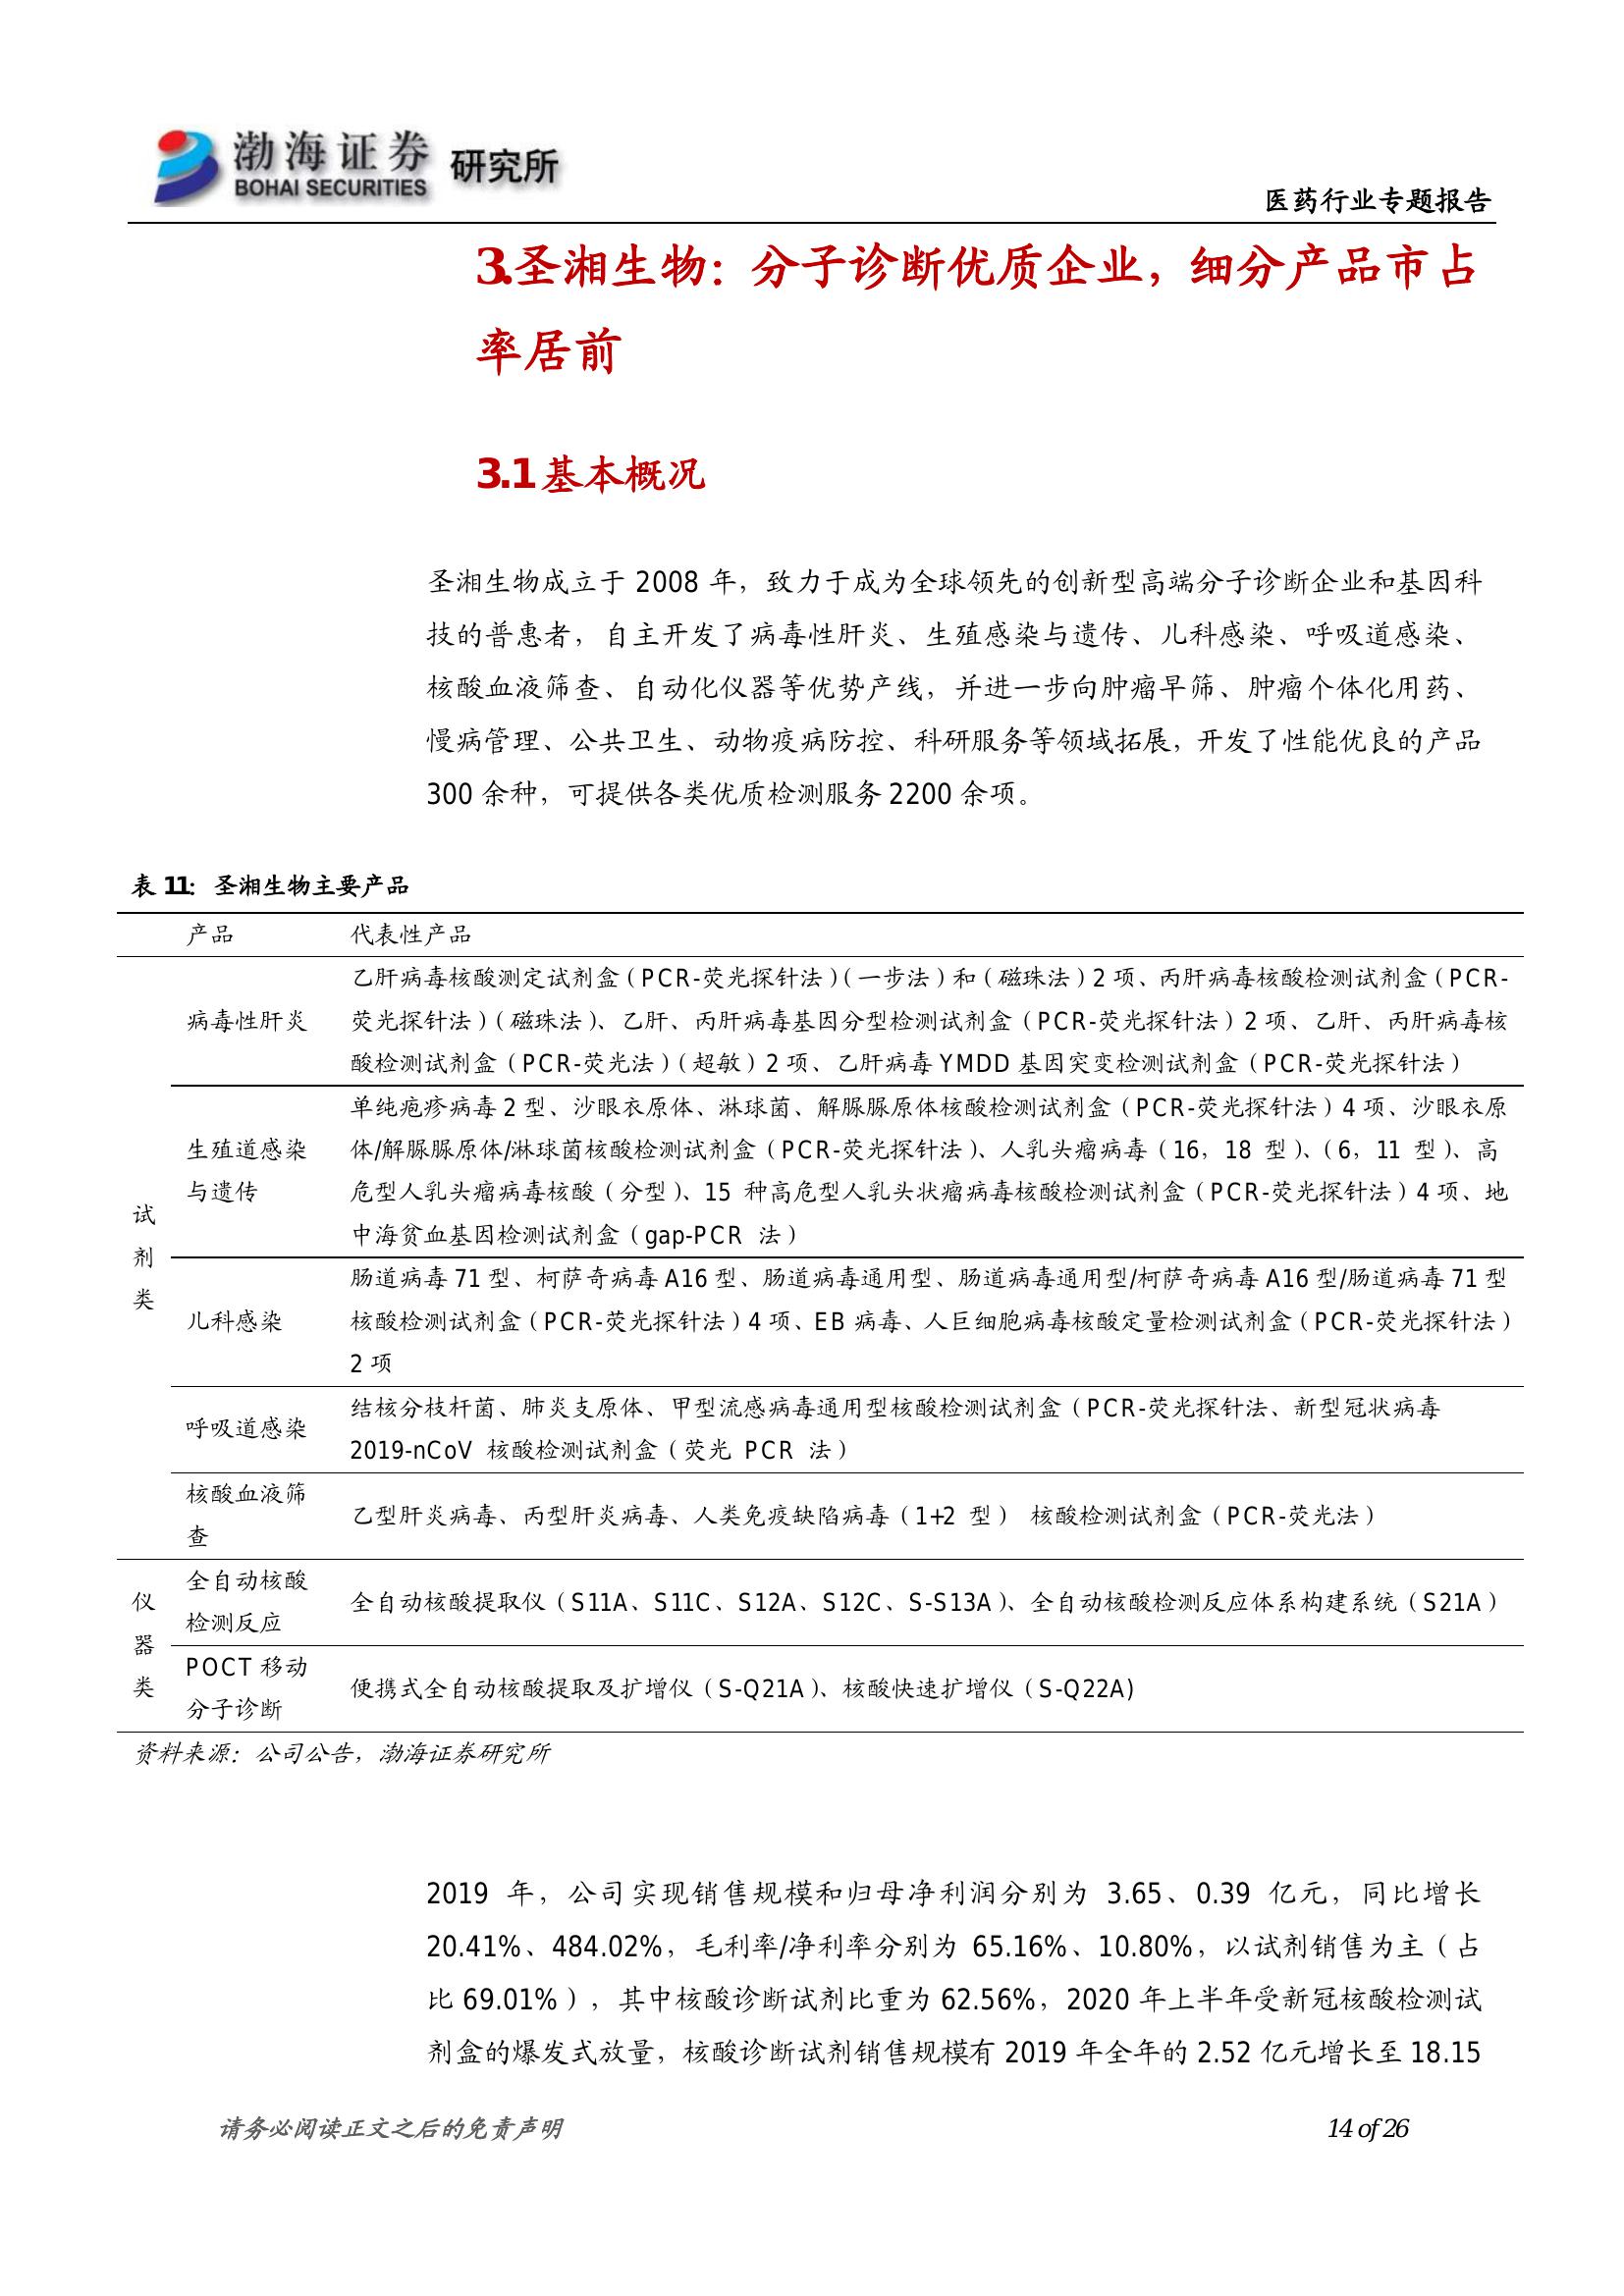 渤海证券 研究所
BOHAI SECURITIES
医药行业专题报告
3.圣湘生物：分子诊断优质企业，细分产品市占
率居前
3.1 基本概况
圣湘生物成立于 2008 年，致力于成为全球领先的创新型高端分子诊断企业和基因科
技的普惠者，自主开发了病毒性肝炎、生殖感染与遗传、儿科感染、呼吸道感染、
核酸血液筛查、自动化仪器等优势产线，并进一步向肿瘤早筛、肿瘤个体化用药、
慢病管理、公共卫生、动物疫病防控、科研服务等领域拓展，开发了性能优良的产品
300 余种，可提供各类优质检测服务 2200 余项。
表 11：圣湘生物主要产品
产品 代表性产品
试剂类
病毒性肝炎
乙肝病毒核酸测定试剂盒（PCR-荧光探针法）（一步法）和（磁珠法）2 项、丙肝病毒核酸检测试剂盒（PCR-
荧光探针法）（磁珠法）、乙肝、丙肝病毒基因分型检测试剂盒（PCR-荧光探针法）2 项、乙肝、丙肝病毒核
酸检测试剂盒（PCR-荧光法）（超敏）2 项、乙肝病毒 YMDD 基因突变检测试剂盒（PCR-荧光探针法）
生殖道感染
与遗传
单纯疱疹病毒 2 型、沙眼衣原体、淋球菌、解脲脲原体核酸检测试剂盒（PCR-荧光探针法）4 项、沙眼衣原
体/解脲脲原体/淋球菌核酸检测试剂盒（PCR-荧光探针法）、人乳头瘤病毒（16，18 型）、（6，11 型）、高
危型人乳头瘤病毒核酸（分型）、15 种高危型人乳头状瘤病毒核酸检测试剂盒（PCR-荧光探针法）4 项、地
中海贫血基因检测试剂盒（gap-PCR 法）
儿科感染
肠道病毒 71 型、柯萨奇病毒 A16 型、肠道病毒通用型、肠道病毒通用型/柯萨奇病毒 A16 型/肠道病毒 71 型
核酸检测试剂盒（PCR-荧光探针法）4 项、EB 病毒、人巨细胞病毒核酸定量检测试剂盒（PCR-荧光探针法）
2 项
呼吸道感染
结核分枝杆菌、肺炎支原体、甲型流感病毒通用型核酸检测试剂盒（PCR-荧光探针法、新型冠状病毒
2019-nCoV 核酸检测试剂盒（荧光 PCR 法）
核酸血液筛
查
乙型肝炎病毒、丙型肝炎病毒、人类免疫缺陷病毒（1+2 型） 核酸检测试剂盒（PCR-荧光法）
仪器类
全自动核酸
检测反应
全自动核酸提取仪（S11A、S11C、S12A、S12C、S-S13A）、全自动核酸检测反应体系构建系统（S21A）
POCT 移动
分子诊断
便携式全自动核酸提取及扩增仪（S-Q21A）、核酸快速扩增仪（S-Q22A)
资料来源：公司公告，渤海证券研究所
2019 年，公司实现销售规模和归母净利润分别为 3.65、0.39 亿元，同比增长
20.41%、484.02%，毛利率/净利率分别为 65.16%、10.80%，以试剂销售为主（占
比 69.01%），其中核酸诊断试剂比重为 62.56%，2020 年上半年受新冠核酸检测试
剂盒的爆发式放量，核酸诊断试剂销售规模有 2019 年全年的 2.52 亿元增长至 18.15
请务必阅读正文之后的免责声明
14 of 26